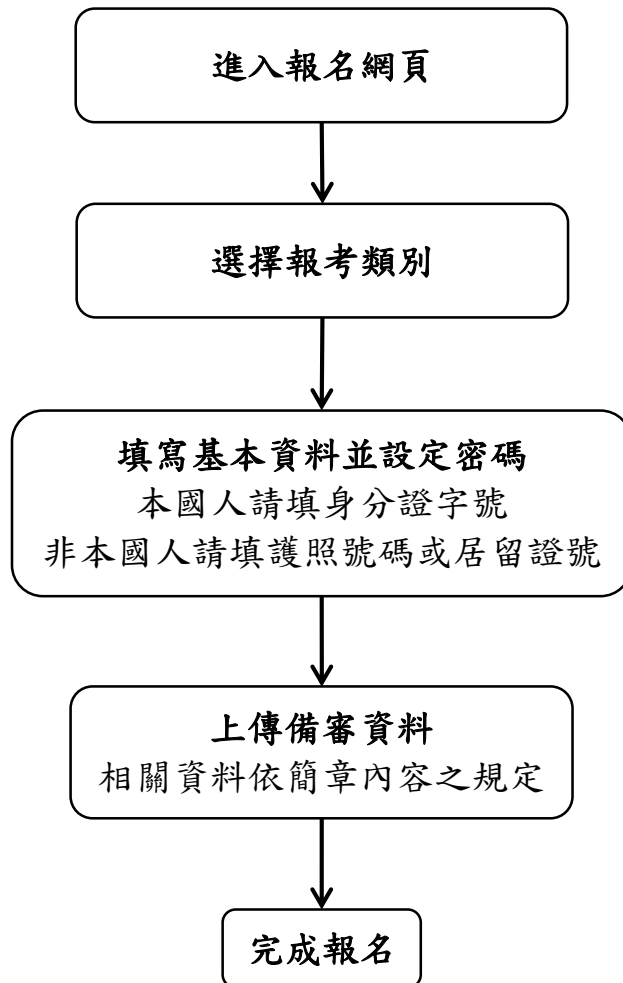 進入報名網頁
選擇報考類別
填寫基本資料並設定密碼
本國人請填身分證字號
非本國人請填護照號碼或居留證號
上傳備審資料
相關資料依簡章內容之規定
完成報名